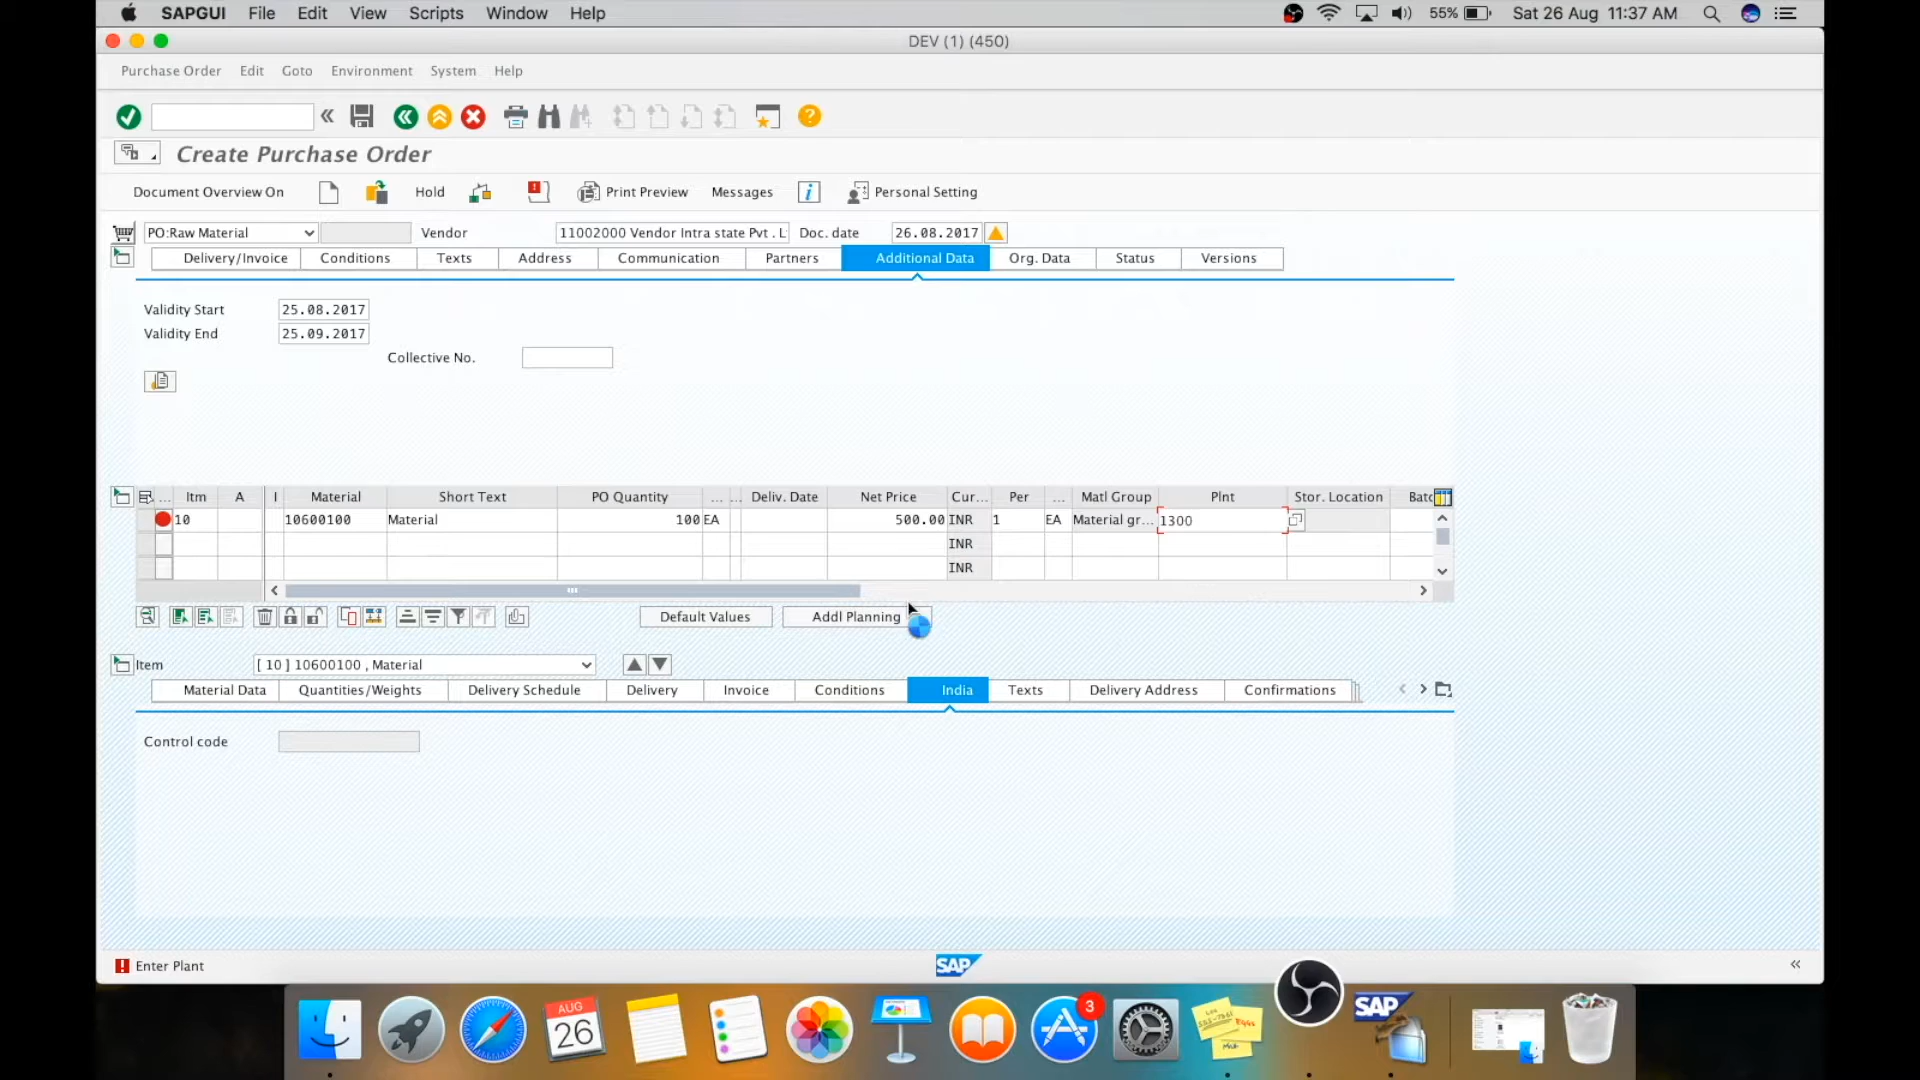 SAPGUI File Edit View Scripts Window Help 55% Sat 26 Aug 11:37 AM
DEV (1) (450)
Purchase Order Edit Goto Environment System Help
Create Purchase Order
Document Overview On Hold Print Preview Messages Personal Setting
PO:Raw Material Vendor 11002000 Vendor Intra state Pvt . L Doc. date 26.08.2017
Delivery/Invoice Conditions Texts Address Communication Partners Additional Data Org. Data Status Versions
Validity Start 25.08.2017
Validity End 25.09.2017
Collective No.
... Itm A I Material Short Text PO Quantity ... ... Deliv. Date Net Price Cur... Per ... Matl Group Plnt Stor. Location Batc
10 10600100 Material 100 EA 500.00 INR 1 EA Material gr... 1300
INR
INR
Default Values Addl Planning
Item [ 10 ] 10600100 , Material
Material Data Quantities/Weights Delivery Schedule Delivery Invoice Conditions India Texts Delivery Address Confirmations
Control code
Enter Plant SAP
AUG
26
3
SAP